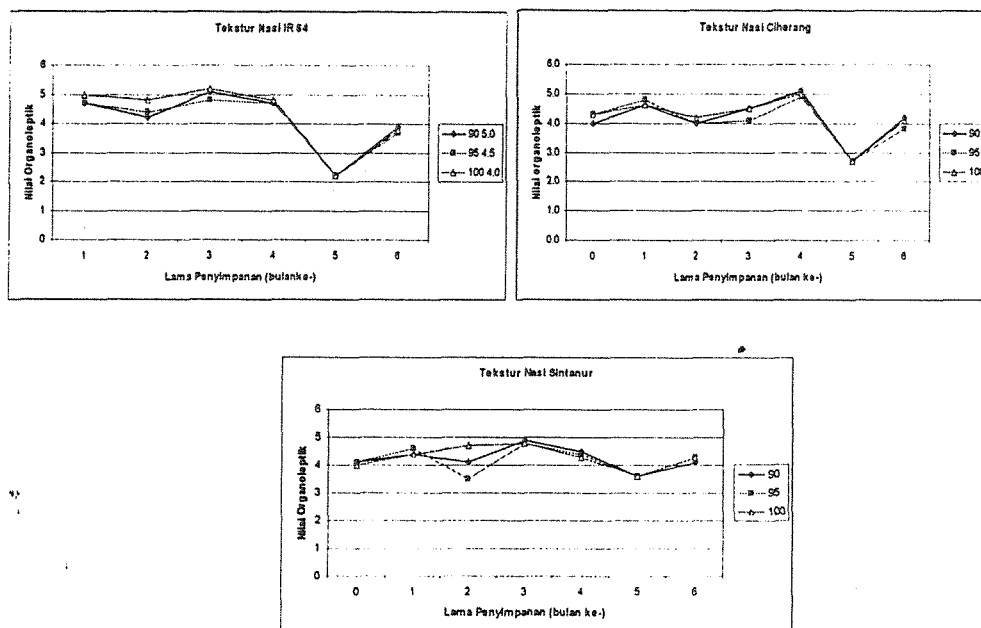 Tekstur Nasi IR 64
Nilai Organoleptik
6
5
4
3
2
1
0
1 2 3 4 5 6
Lama Penyimpanan (bulanke-)
90 5.0
95 4.5
100 4.0
Tekstur Nasi Ciherang
Nilai organoleptik
6.0
5.0
4.0
3.0
2.0
1.0
0.0
0 1 2 3 4 5 6
Lama Penyimpanan (bulan ke-)
90
95
100
Tekstur Nasi Sintanur
Nilai Organoleptik
6
5
4
3
2
1
0
0 1 2 3 4 5 6
Lama Penyimpanan (bulan ke-)
90
95
100